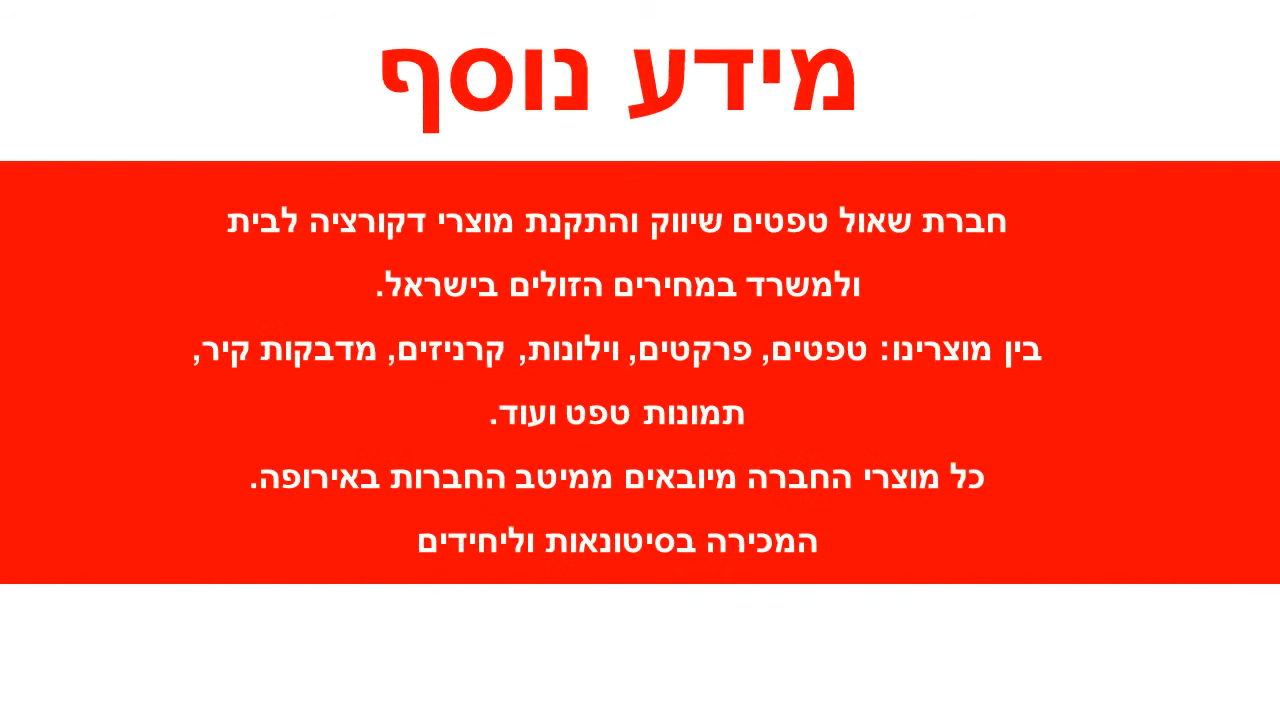 מידע נוסף
חברת שאול טפטים שיווק והתקנת מוצרי דקורציה לבית
ולמשרד במחירים הזולים בישראל.
בין מוצרינו: טפטים, פרקטים, וילונות, קרניזים, מדבקות קיר,
תמונות טפט ועוד.
כל מוצרי החברה מיובאים ממיטב החברות באירופה.
המכירה בסיטונאות וליחידים